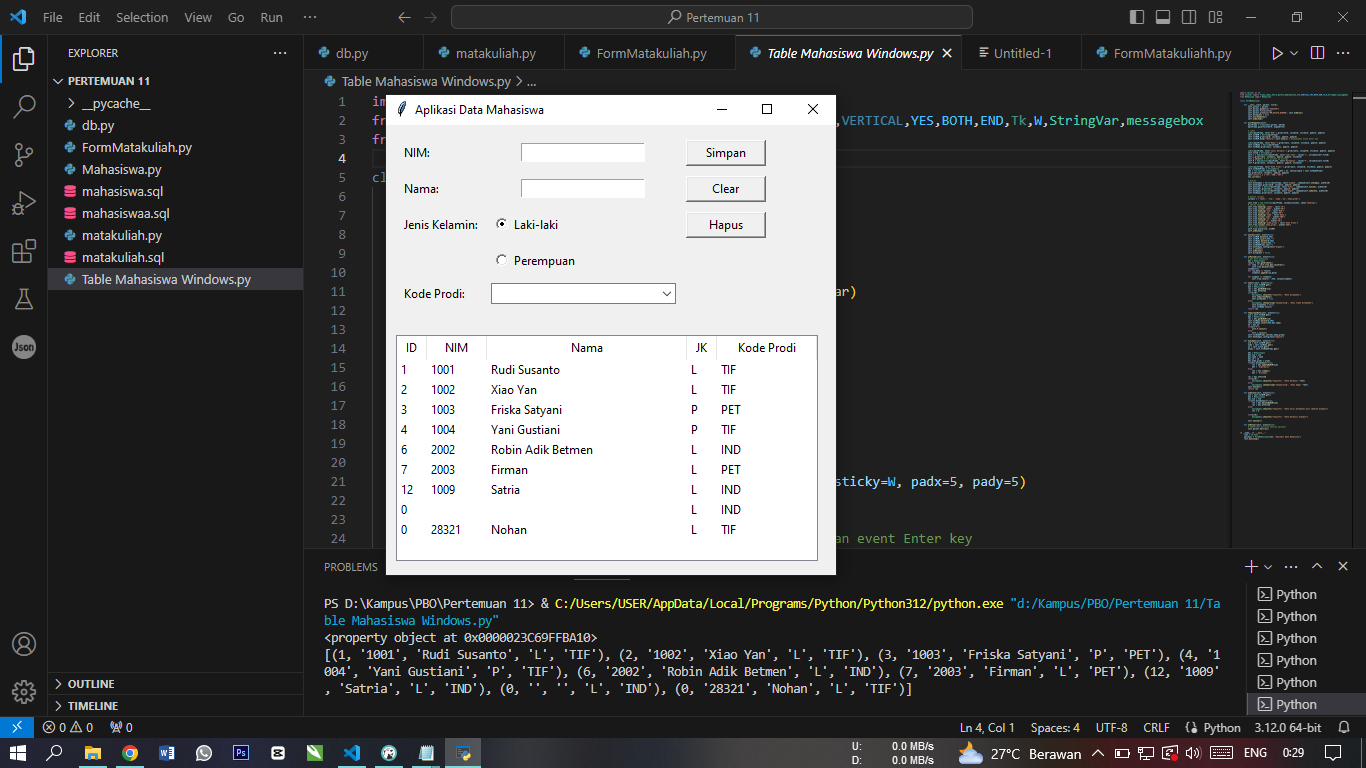 File Edit Selection View Go Run ··· Pertemuan 11
EXPLORER
PERTEMUAN 11
__pycache__
db.py
FormMatakuliah.py
Mahasiswa.py
mahasiswa.sql
mahasiswaa.sql
matakuliah.py
matakuliah.sql
Table Mahasiswa Windows.py
OUTLINE
TIMELINE
Json
db.py matakuliah.py FormMatakuliah.py Table Mahasiswa Windows.py Untitled-1 FormMatakuliahh.py
Table Mahasiswa Windows.py > ...
1 im
2 fr ,VERTICAL,YES,BOTH,END,Tk,W,StringVar,messagebox
3 fr
4
5 cl
6
7
8
9
10
11 ar)
12
13
14
15
16
17
18
19
20
21 sticky=W, padx=5, pady=5)
22
23
24 an event Enter key
Aplikasi Data Mahasiswa
NIM: Simpan
Nama: Clear
Jenis Kelamin: Laki-laki Hapus
Perempuan
Kode Prodi:
ID NIM Nama JK Kode Prodi
1 1001 Rudi Susanto L TIF
2 1002 Xiao Yan L TIF
3 1003 Friska Satyani P PET
4 1004 Yani Gustiani P TIF
6 2002 Robin Adik Betmen L IND
7 2003 Firman L PET
12 1009 Satria L IND
0 L IND
0 28321 Nohan L TIF
PROBLEMS
PS D:\Kampus\PBO\Pertemuan 11> & C:/Users/USER/AppData/Local/Programs/Python/Python312/python.exe "d:/Kampus/PBO/Pertemuan 11/Ta
ble Mahasiswa Windows.py"
<property object at 0x0000023C69FFBA10>
[(1, '1001', 'Rudi Susanto', 'L', 'TIF'), (2, '1002', 'Xiao Yan', 'L', 'TIF'), (3, '1003', 'Friska Satyani', 'P', 'PET'), (4, '1
004', 'Yani Gustiani', 'P', 'TIF'), (6, '2002', 'Robin Adik Betmen', 'L', 'IND'), (7, '2003', 'Firman', 'L', 'PET'), (12, '1009'
, 'Satria', 'L', 'IND'), (0, '', '', 'L', 'IND'), (0, '28321', 'Nohan', 'L', 'TIF')]
Python
Python
Python
Python
Python
Python
0 0 0 Ln 4, Col 1 Spaces: 4 UTF-8 CRLF Python 3.12.0 64-bit
U: 0.0 MB/s
D: 0.0 MB/s
27°C Berawan ENG 0:29